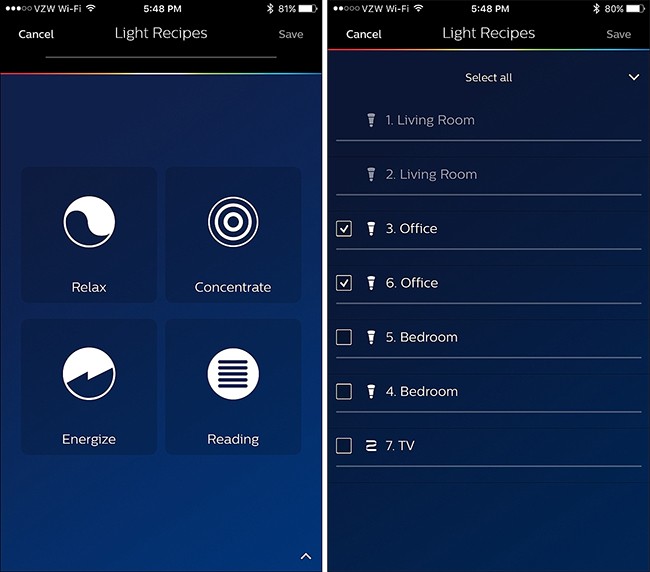 VZW Wi-Fi 5:48 PM 81%
Cancel Light Recipes Save
Relax Concentrate
Energize Reading
VZW Wi-Fi 5:48 PM 80%
Cancel Light Recipes Save
Select all
1. Living Room
2. Living Room
3. Office
6. Office
5. Bedroom
4. Bedroom
7. TV